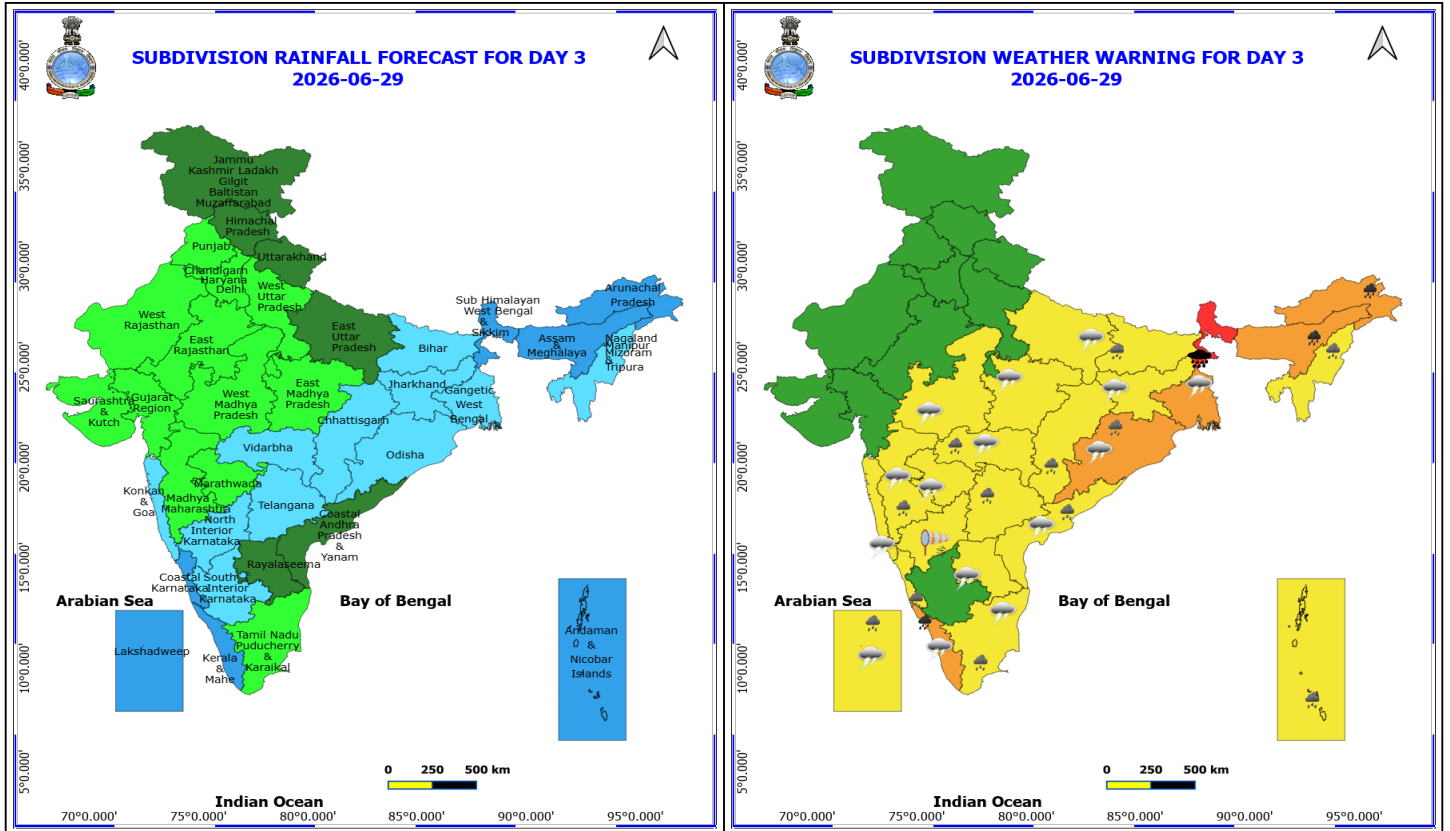 SUBDIVISION RAINFALL FORECAST FOR DAY 3
2026-06-29
40°0.000'
35°0.000'
30°0.000'
25°0.000'
20°0.000'
15°0.000'
10°0.000'
5°0.000'
Jammu
Kashmir Ladakh
Gilgit
Baltistan
Muzaffarabad
Himachal
Pradesh
Punjab
Uttarakhand
Chandigarh
Haryana
Delhi
West
Uttar
Pradesh
West
Rajasthan
East
Rajasthan
East
Uttar
Pradesh
Bihar
Sub Himalayan
West Bengal
&
Sikkim
Arunachal
Pradesh
Assam
&
Meghalaya
Nagaland
Manipur
Mizoram
&
Tripura
Jharkhand
Gangetic
West
Bengal
Saurashtra
&
Kutch
Gujarat
Region
West
Madhya
Pradesh
East
Madhya
Pradesh
Chhattisgarh
Vidarbha
Odisha
Konkan
&
Goa
Madhya
Maharashtra
Marathwada
Telangana
North
Interior
Karnataka
Coastal
Andhra
Pradesh
&
Yanam
Rayalaseema
Coastal
Karnataka
South
Interior
Karnataka
Arabian Sea
Bay of Bengal
Lakshadweep
Kerala
&
Mahe
Tamil Nadu
Puducherry
&
Karaikal
Andaman
&
Nicobar
Islands
0 250 500 km
Indian Ocean
70°0.000' 75°0.000' 80°0.000' 85°0.000' 90°0.000' 95°0.000'
SUBDIVISION WEATHER WARNING FOR DAY 3
2026-06-29
40°0.000'
35°0.000'
30°0.000'
25°0.000'
20°0.000'
15°0.000'
10°0.000'
5°0.000'
Arabian Sea
Bay of Bengal
0 250 500 km
Indian Ocean
70°0.000' 75°0.000' 80°0.000' 85°0.000' 90°0.000' 95°0.000'